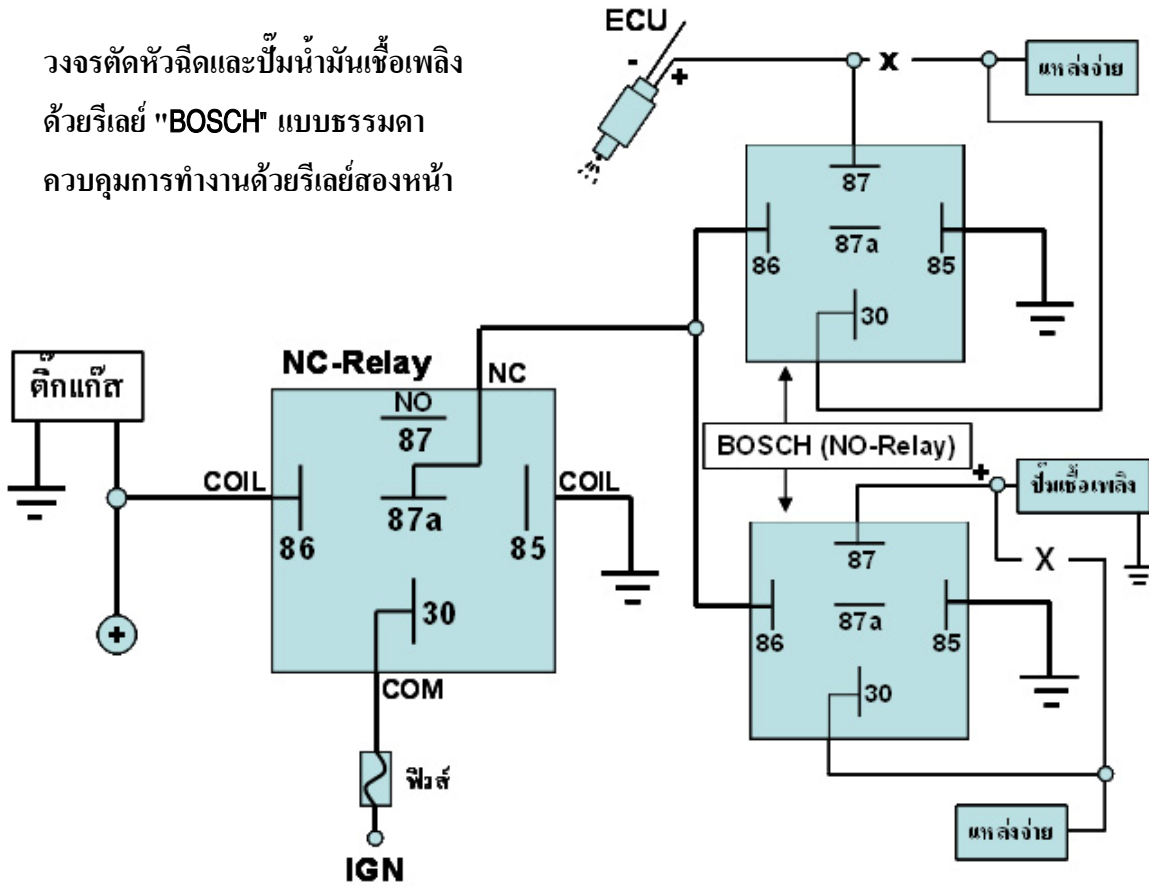 วงจรตัดหัวฉีดและปั๊มน้ำมันเชื้อเพลิง
ด้วยรีเลย์ "BOSCH" แบบธรรมดา
ควบคุมการทำงานด้วยรีเลย์สองหน้า
ECU
-
+
X
แหล่งจ่าย
87
87a
86
85
30
ติ๊กแก๊ส
NC-Relay
NC
NO
87
COIL
COIL
87a
86
85
30
COM
ฟิวส์
IGN
+
BOSCH (NO-Relay)
+
ปั๊มเชื้อเพลิง
X
87
87a
86
85
30
แหล่งจ่าย